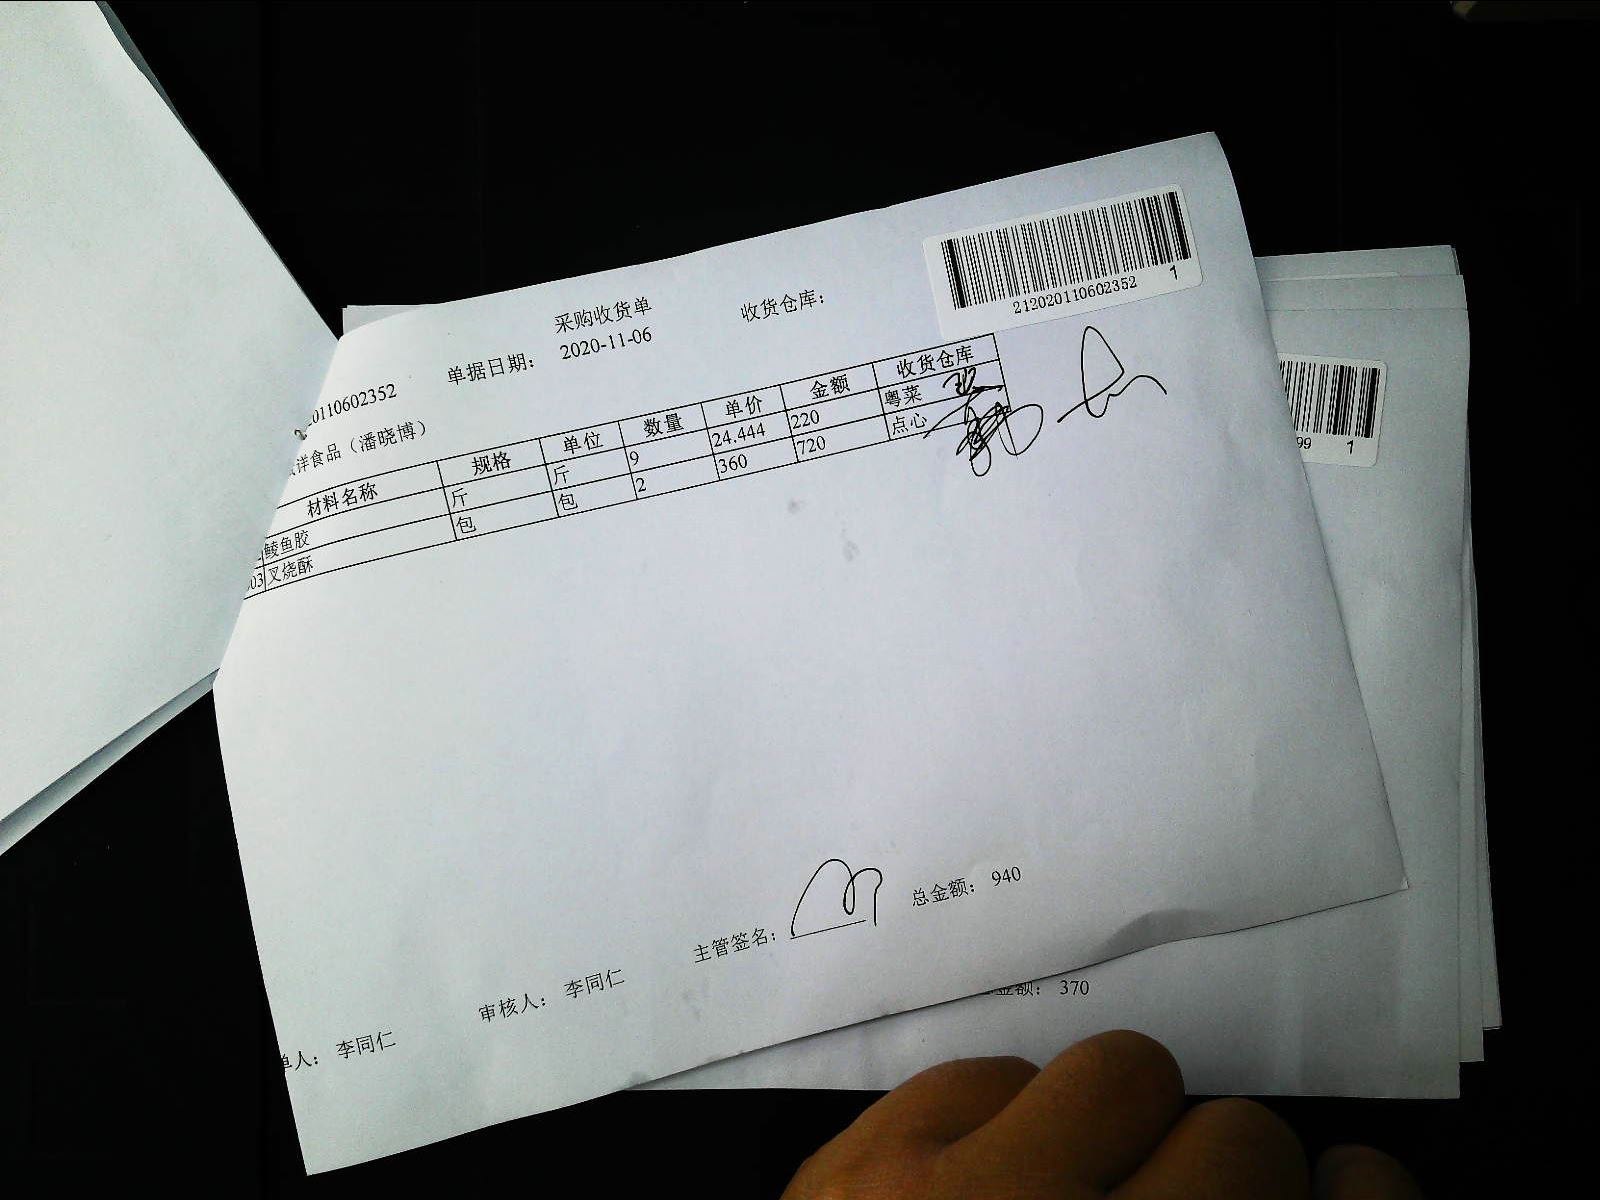 采购收货单
收货仓库：
212020110602352 1
0110602352 单据日期： 2020-11-06
洋食品（潘晓博）
材料名称 规格 单位 数量 单价 金额 收货仓库
鲮鱼胶 斤 斤 9 24.444 220 粤菜
03 叉烧酥 包 包 2 360 720 点心
99 1
单人： 李同仁 审核人： 李同仁 主管签名： 总金额： 940
金额： 370